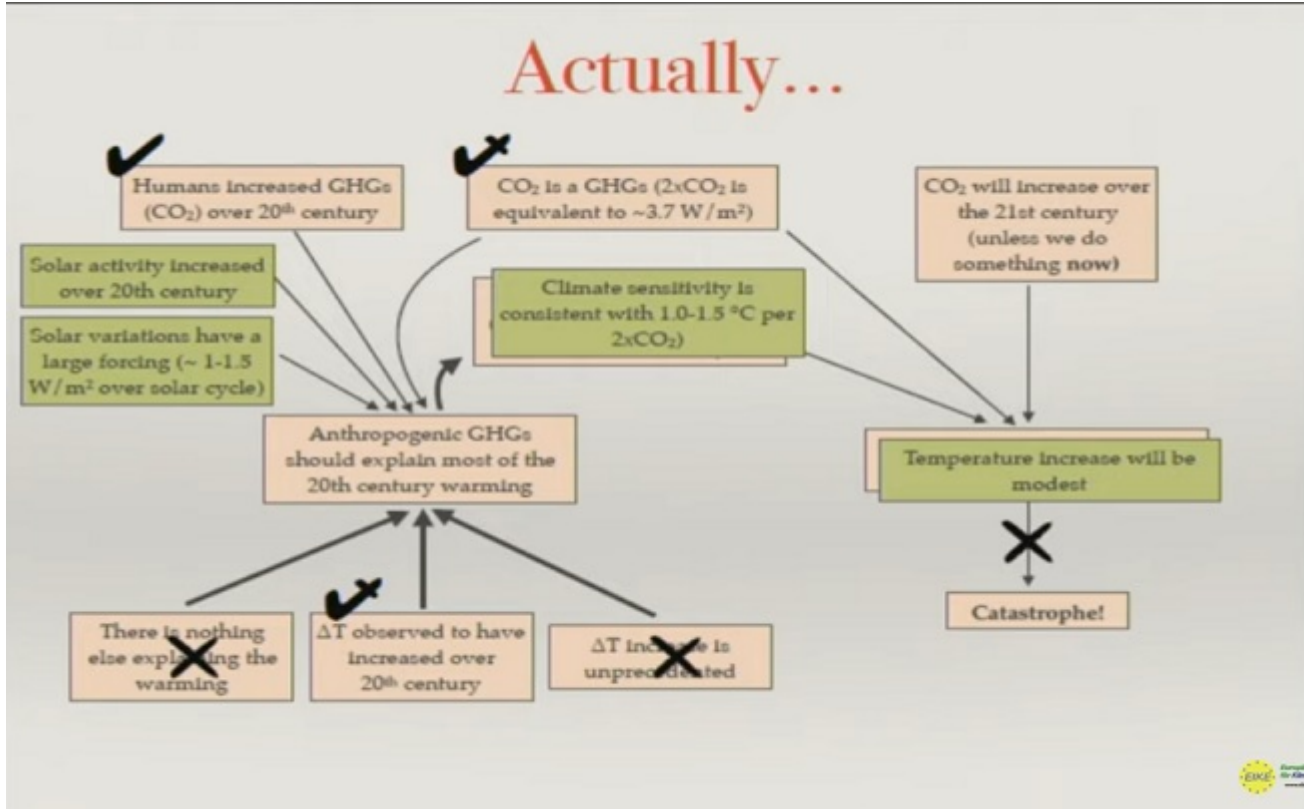 Actually...
Humans increased GHGs
(CO₂) over 20th century
CO₂ is a GHGs (2xCO₂ is
equivalent to ~3.7 W/m²)
CO₂ will increase over
the 21st century
(unless we do
something now)
Solar activity increased
over 20th century
Climate sensitivity is
consistent with 1.0-1.5 °C per
2xCO₂)
Solar variations have a
large forcing (~ 1-1.5
W/m² over solar cycle)
Anthropogenic GHGs
should explain most of the
20th century warming
Temperature increase will be
modest
There is nothing
else explaining the
warming
ΔT observed to have
increased over
20th century
ΔT increase is
unprecedented
Catastrophe!
EIKE